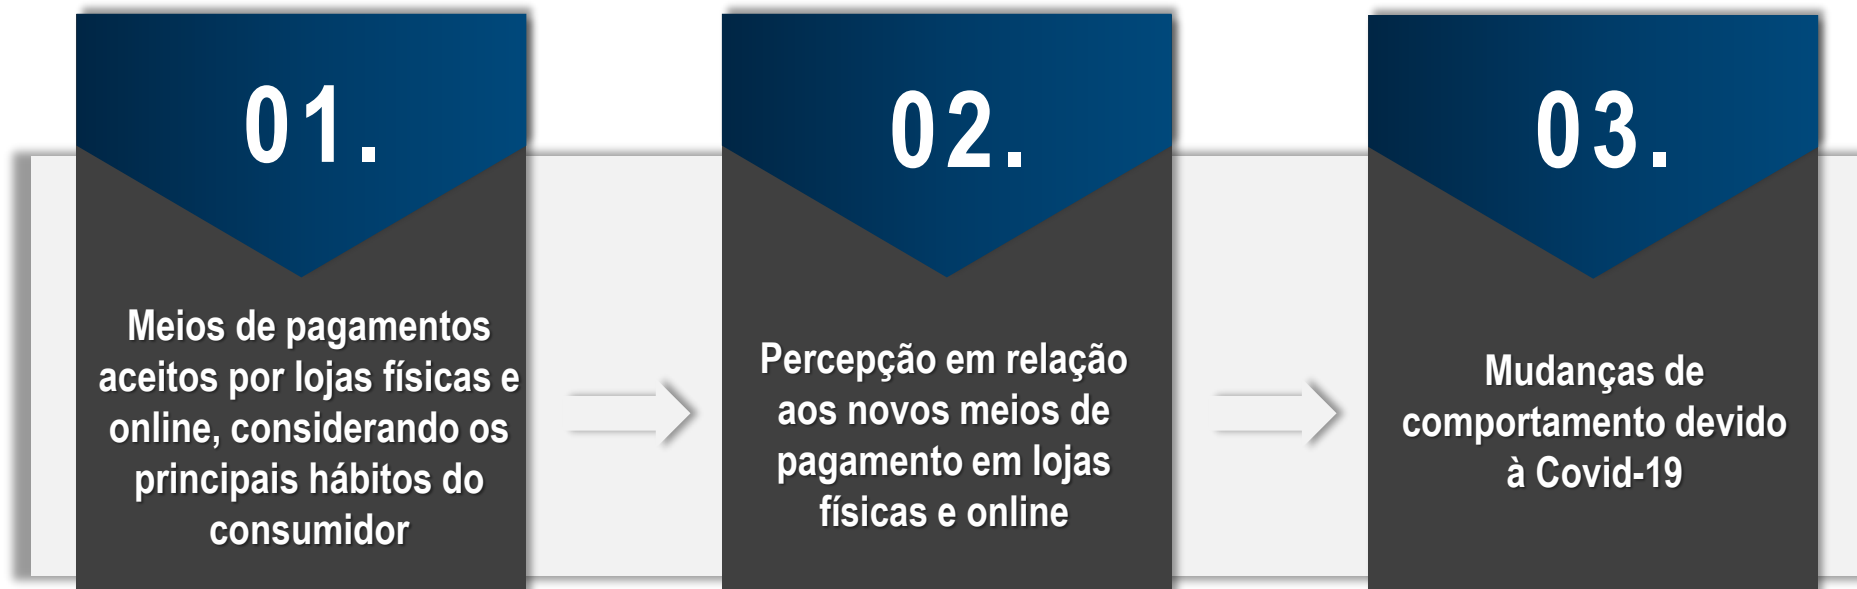 01.
Meios de pagamentos
aceitos por lojas físicas e
online, considerando os
principais hábitos do
consumidor
02.
Percepção em relação
aos novos meios de
pagamento em lojas
físicas e online
03.
Mudanças de
comportamento devido
à Covid-19